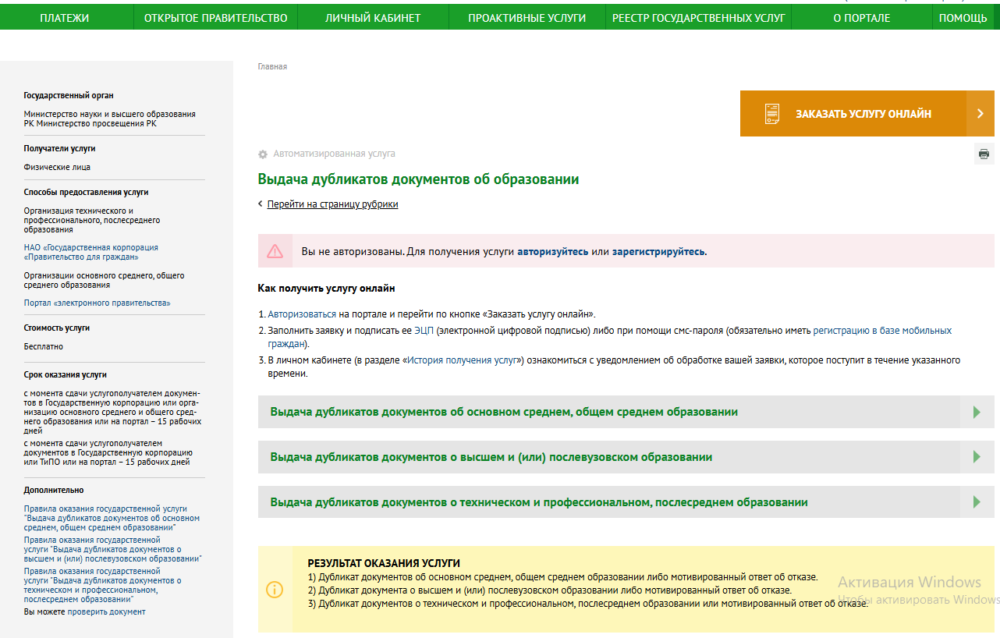 ПЛАТЕЖИ
ОТКРЫТОЕ ПРАВИТЕЛЬСТВО
ЛИЧНЫЙ КАБИНЕТ
ПРОАКТИВНЫЕ УСЛУГИ
РЕЕСТР ГОСУДАРСТВЕННЫХ УСЛУГ
О ПОРТАЛЕ
ПОМОЩЬ
Государственный орган
Министерство науки и высшего образования
РК Министерство просвещения РК
Получатели услуги
Физические лица
Способы предоставления услуги
Организация технического и
профессионального, послесреднего
образования
НАО «Государственная корпорация
«Правительство для граждан»
Организации основного среднего, общего
среднего образования
Портал «электронного правительства»
Стоимость услуги
Бесплатно
Срок оказания услуги
с момента сдачи услугополучателем докумен-
тов в Государственную корпорацию или орга-
низацию основного среднего и общего сред-
него образования или на портал – 15 рабочих
дней
с момента сдачи услугополучателем
документов в Государственную корпорацию
или ТиПО или на портал – 15 рабочих дней
Дополнительно
Правила оказания государственной услуги
"Выдача дубликатов документов об основном
среднем, общем среднем образовании"
Правила оказания государственной
услуги "Выдача дубликатов документов о
высшем и (или) послевузовском образовании"
Правила оказания государственной
услуги "Выдача дубликатов документов о
техническом и профессиональном,
послесреднем образовании"
Вы можете проверить документ
Главная
ЗАКАЗАТЬ УСЛУГУ ОНЛАЙН
Автоматизированная услуга
Выдача дубликатов документов об образовании
Перейти на страницу рубрики
Вы не авторизованы. Для получения услуги авторизуйтесь или зарегистрируйтесь.
Как получить услугу онлайн
1. Авторизоваться на портале и перейти по кнопке «Заказать услугу онлайн».
2. Заполнить заявку и подписать ее ЭЦП (электронной цифровой подписью) либо при помощи смс-пароля (обязательно иметь регистрацию в базе мобильных
граждан).
3. В личном кабинете (в разделе «История получения услуг») ознакомиться с уведомлением об обработке вашей заявки, которое поступит в течение указанного
времени.
Выдача дубликатов документов об основном среднем, общем среднем образовании
Выдача дубликатов документов о высшем и (или) послевузовском образовании
Выдача дубликатов документов о техническом и профессиональном, послесреднем образовании
РЕЗУЛЬТАТ ОКАЗАНИЯ УСЛУГИ
1) Дубликат документов об основном среднем, общем среднем образовании либо мотивированный ответ об отказе.
2) Дубликат документа о высшем и (или) послевузовском образовании либо мотивированный ответ об отказе.
3) Дубликат документов о техническом и профессиональном, послесреднем образовании или мотивированный ответ об отказе.
Активация Windows
Чтобы активировать Windows